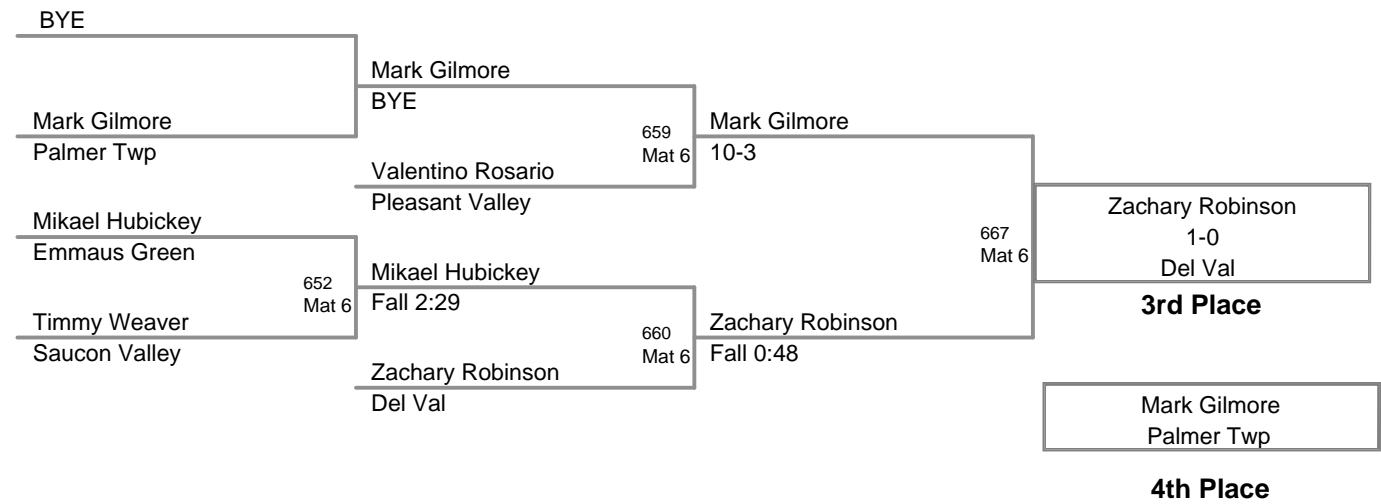 BYE
Mark Gilmore
BYE
Mark Gilmore
Palmer Twp
659
Mat 6
Mark Gilmore
10-3
Valentino Rosario
Pleasant Valley
Mikael Hubickey
Emmaus Green
652
Mat 6
Mikael Hubickey
Fall 2:29
Timmy Weaver
Saucon Valley
660
Mat 6
Zachary Robinson
Fall 0:48
Zachary Robinson
Del Val
667
Mat 6
Zachary Robinson
1-0
Del Val
3rd Place
Mark Gilmore
Palmer Twp
4th Place